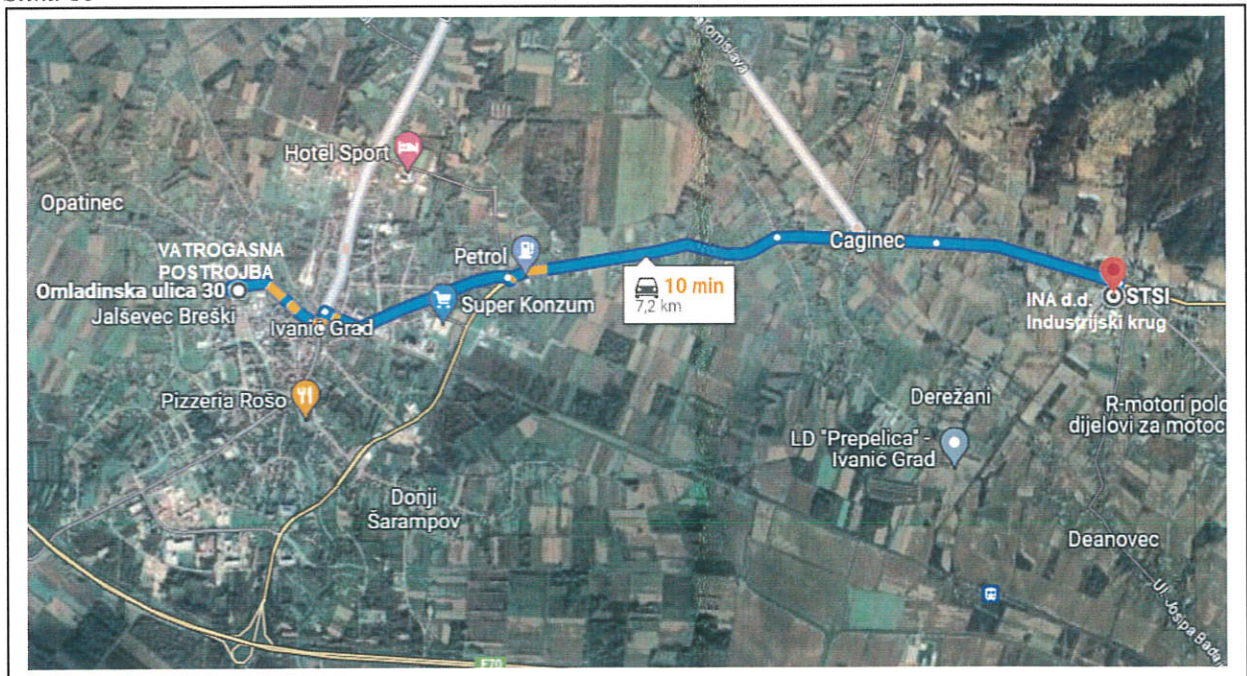 Tomislava
Hotel Sport
Opatinec
VATROGASNA
POSTROJBA
Omladinska ulica 30
Jalševec Breški
Ivanić Grad
Petrol
Super Konzum
10 min
7,2 km
Caginec
INA d.d.
Industrijski krug
STSI
Pizzeria Rošo
Derežani
LD "Prepelica" -
Ivanić Grad
R-motori polo
dijelovi za motoc
Donji
Šarampov
Deanovec
Ul. Josipa Bada
E70